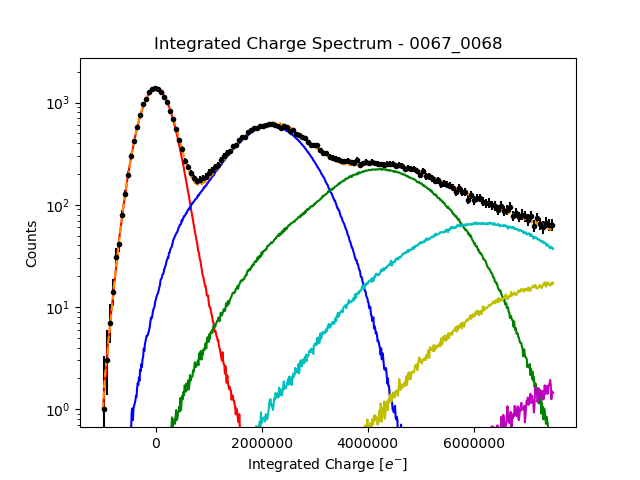 Integrated Charge Spectrum - 0067_0068
Counts
10³
10²
10¹
10⁰
0 2000000 4000000 6000000
Integrated Charge [e⁻]